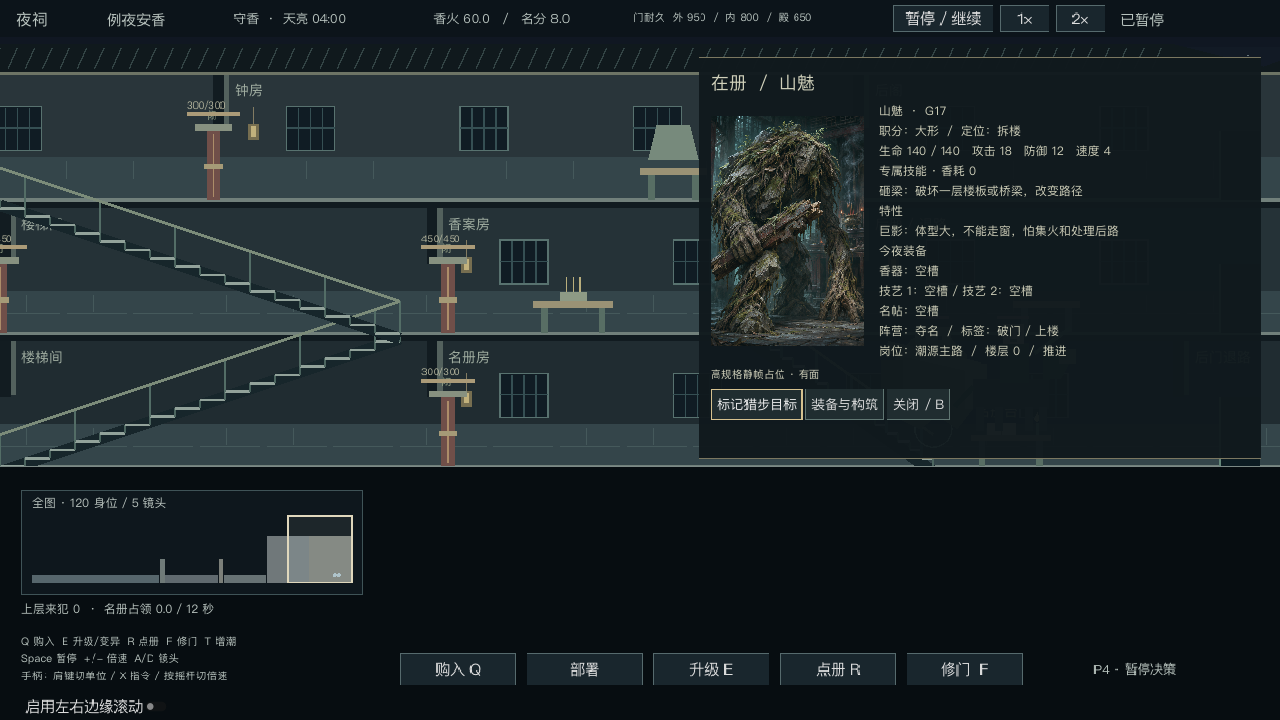 夜祠
例夜安香
守香 · 天亮 04:00
香火 60.0 / 名分 8.0
门耐久 外 950 / 内 800 / 殿 650
暂停 / 继续
1×
2×
已暂停
300/300
钟房
450/450
香案房
楼梯间
300/300
名册房
在册 / 山魅
山魅 · G17
职分：大形 / 定位：拆楼
生命 140 / 140 攻击 18 防御 12 速度 4
专属技能 · 香耗 0
砸梁：破坏一层楼板或桥梁，改变路径
特性
巨影：体型大，不能走窗，怕集火和处理后路
今夜装备
香器：空槽
技艺 1：空槽 / 技艺 2：空槽
名帖：空槽
阵营：夺名 / 标签：破门 / 上楼
岗位：潮源主路 / 楼层 0 / 推进
高规格静帧占位 · 有面
标记猎步目标
装备与构筑
关闭 / B
全图 · 120 身位 / 5 镜头
上层来犯 0 · 名册占领 0.0 / 12 秒
Q 购入 E 升级/变异 R 点册 F 修门 T 增潮
Space 暂停 +/- 倍速 A/D 镜头
手柄：肩键切单位 / X 指令 / 按摇杆切倍速
启用左右边缘滚动
购入 Q
部署
升级 E
点册 R
修门 F
P4 - 暂停决策